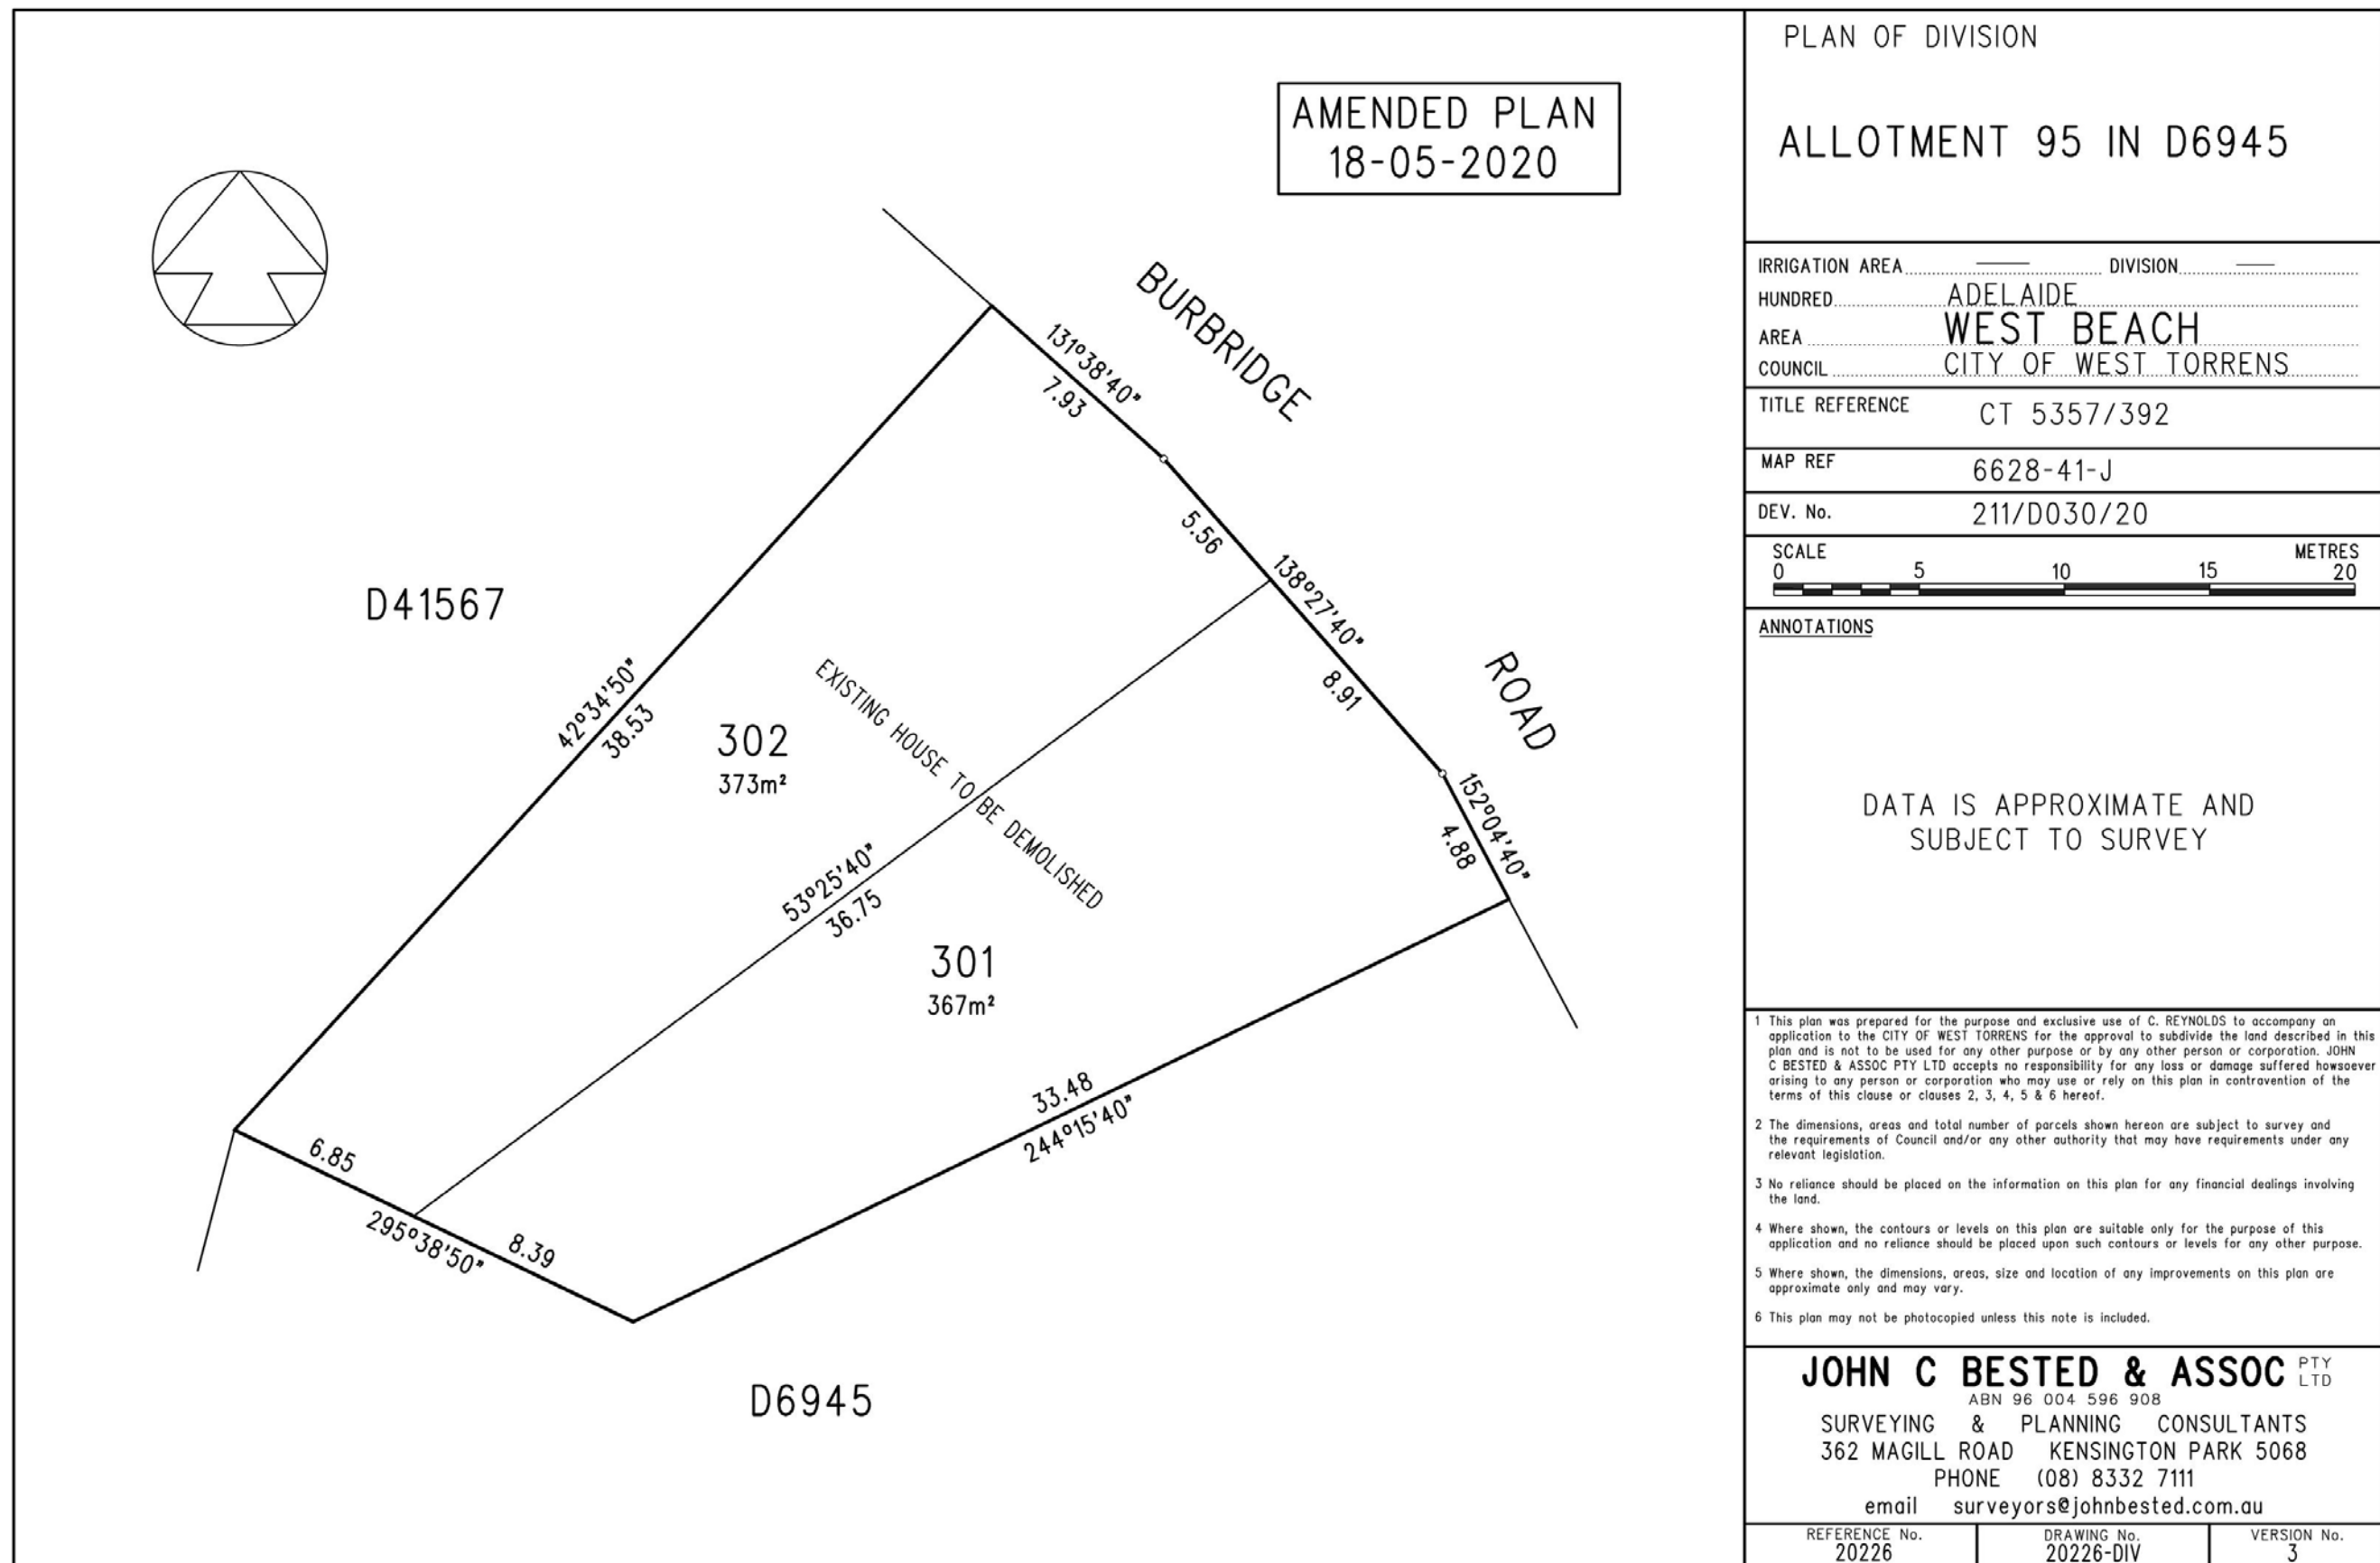 AMENDED PLAN
18-05-2020
BURBRIDGE
ROAD
131°38'40"
7.93
5.56
138°27'40"
8.91
152°04'40"
4.88
D41567
42°34'50"
38.53
302
373m²
EXISTING HOUSE TO BE DEMOLISHED
53°25'40"
36.75
301
367m²
33.48
244°15'40"
6.85
295°38'50"
8.39
D6945
PLAN OF DIVISION
ALLOTMENT 95 IN D6945
IRRIGATION AREA DIVISION
HUNDRED ADELAIDE
AREA WEST BEACH
COUNCIL CITY OF WEST TORRENS
TITLE REFERENCE CT 5357/392
MAP REF 6628-41-J
DEV. No. 211/D030/20
SCALE METRES
0 5 10 15 20
ANNOTATIONS
DATA IS APPROXIMATE AND
SUBJECT TO SURVEY
1 This plan was prepared for the purpose and exclusive use of C. REYNOLDS to accompany an
application to the CITY OF WEST TORRENS for the approval to subdivide the land described in this
plan and is not to be used for any other purpose or by any other person or corporation. JOHN
C BESTED & ASSOC PTY LTD accepts no responsibility for any loss or damage suffered howsoever
arising to any person or corporation who may use or rely on this plan in contravention of the
terms of this clause or clauses 2, 3, 4, 5 & 6 hereof.
2 The dimensions, areas and total number of parcels shown hereon are subject to survey and
the requirements of Council and/or any other authority that may have requirements under any
relevant legislation.
3 No reliance should be placed on the information on this plan for any financial dealings involving
the land.
4 Where shown, the contours or levels on this plan are suitable only for the purpose of this
application and no reliance should be placed upon such contours or levels for any other purpose.
5 Where shown, the dimensions, areas, size and location of any improvements on this plan are
approximate only and may vary.
6 This plan may not be photocopied unless this note is included.
JOHN C BESTED & ASSOC PTY LTD
ABN 96 004 596 908
SURVEYING & PLANNING CONSULTANTS
362 MAGILL ROAD KENSINGTON PARK 5068
PHONE (08) 8332 7111
email surveyors@johnbested.com.au
REFERENCE No. DRAWING No. VERSION No.
20226 20226-DIV 3